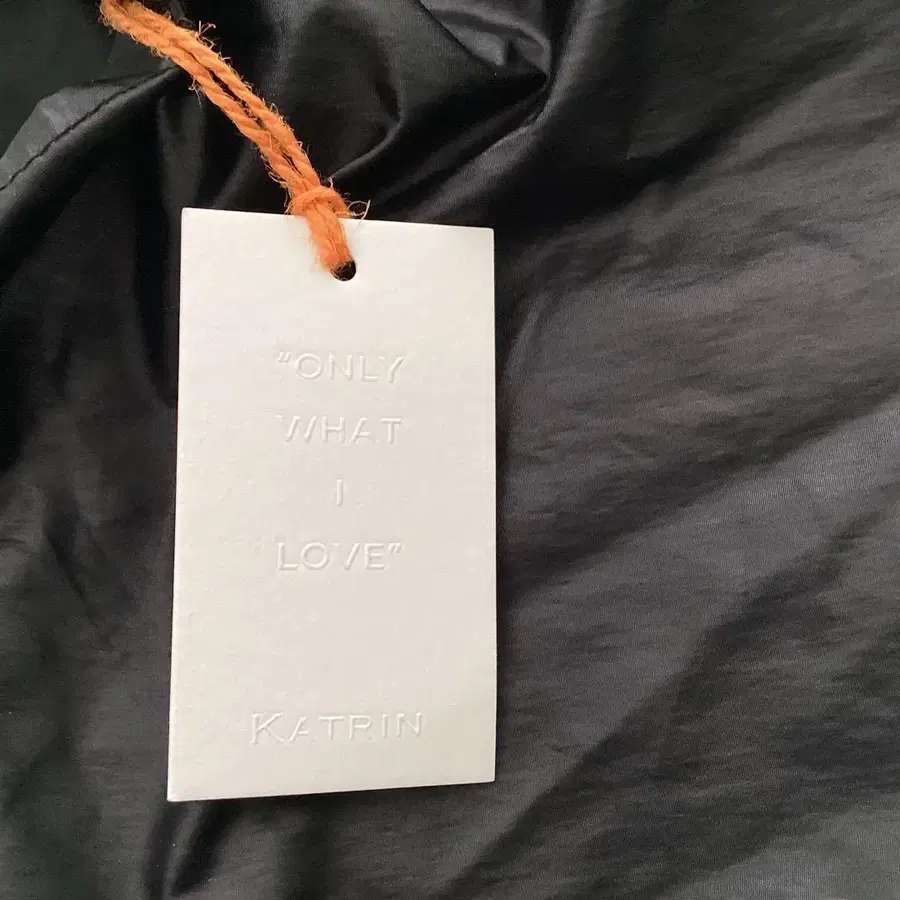 "ONLY
WHAT
I
LOVE"
KATRIN